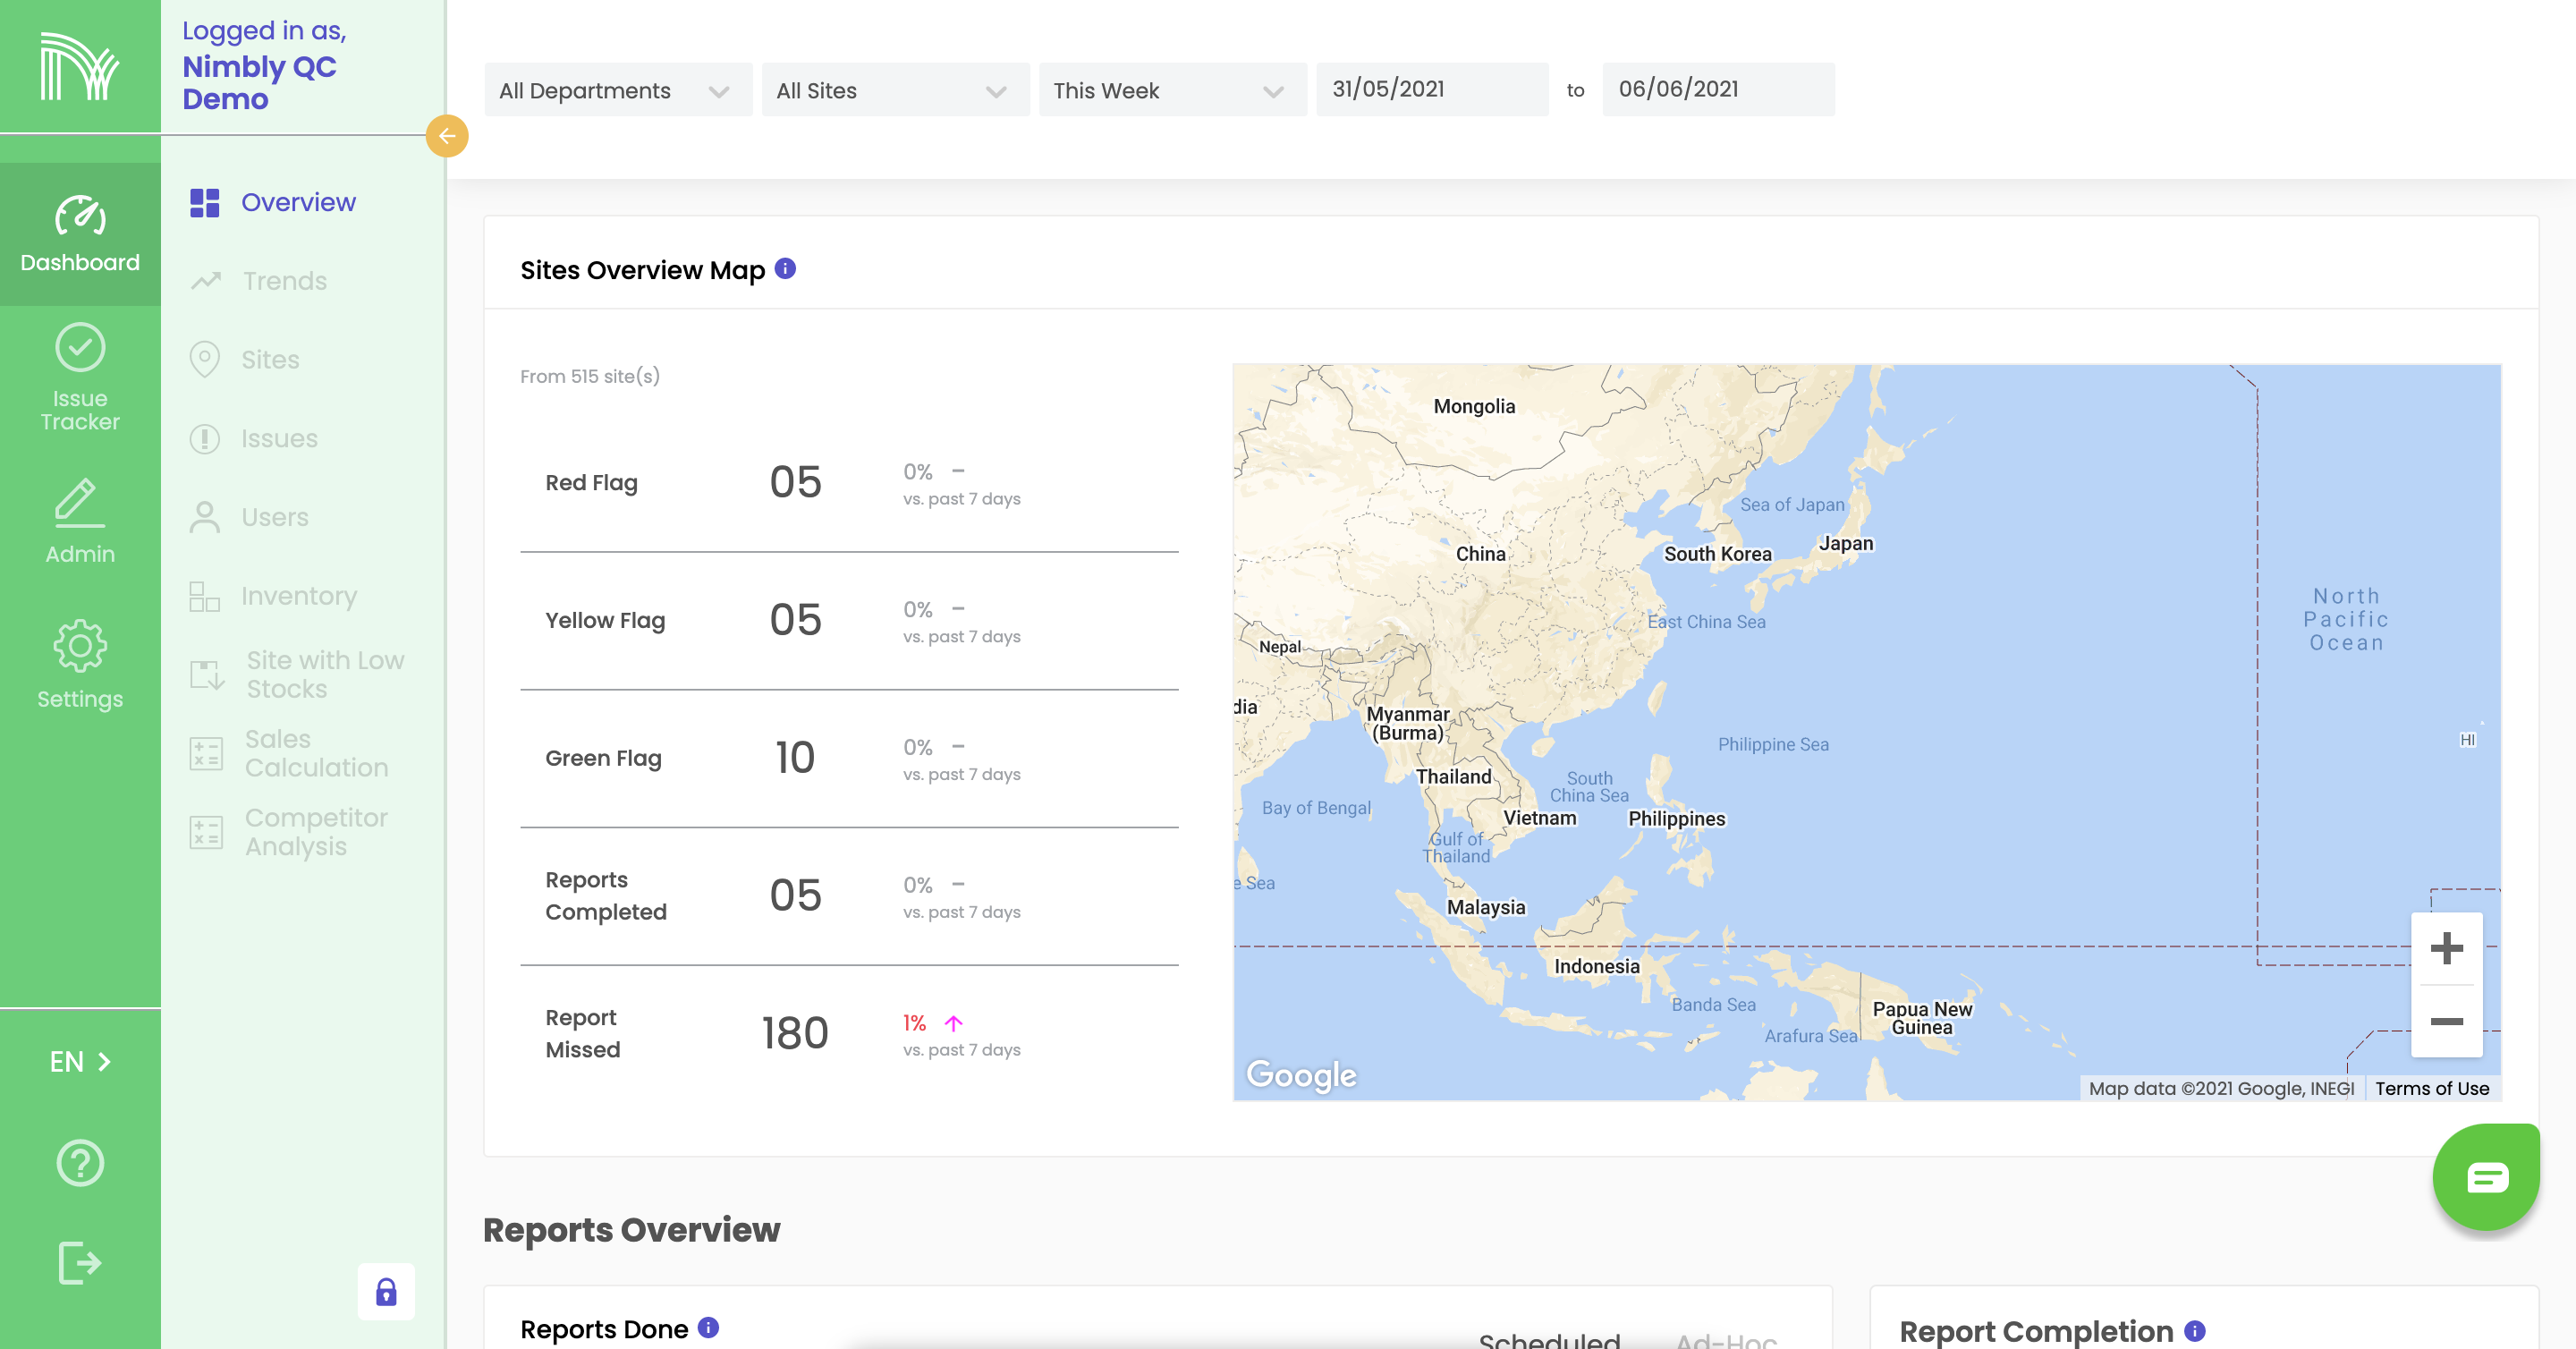 Logged in as,
Nimbly QC
Demo
Dashboard
Issue
Tracker
Admin
Settings
EN
Overview
Trends
Sites
Issues
Users
Inventory
Site with Low
Stocks
Sales
Calculation
Competitor
Analysis
All Departments
All Sites
This Week
31/05/2021
to
06/06/2021
Sites Overview Map
From 515 site(s)
Red Flag
05
0% –
vs. past 7 days
Yellow Flag
05
0% –
vs. past 7 days
Green Flag
10
0% –
vs. past 7 days
Reports
Completed
05
0% –
vs. past 7 days
Report
Missed
180
1%
vs. past 7 days
Mongolia
Sea of Japan
China
South Korea
Japan
East China Sea
Nepal
North
Pacific
Ocean
dia
Myanmar
(Burma)
Philippine Sea
HI
Thailand
South
China Sea
Bay of Bengal
Vietnam
Philippines
Gulf of
Thailand
e Sea
Malaysia
Indonesia
Banda Sea
Papua New
Guinea
Arafura Sea
Google
Map data ©2021 Google, INEGI
Terms of Use
Reports Overview
Reports Done
Scheduled
Ad-Hoc
Report Completion